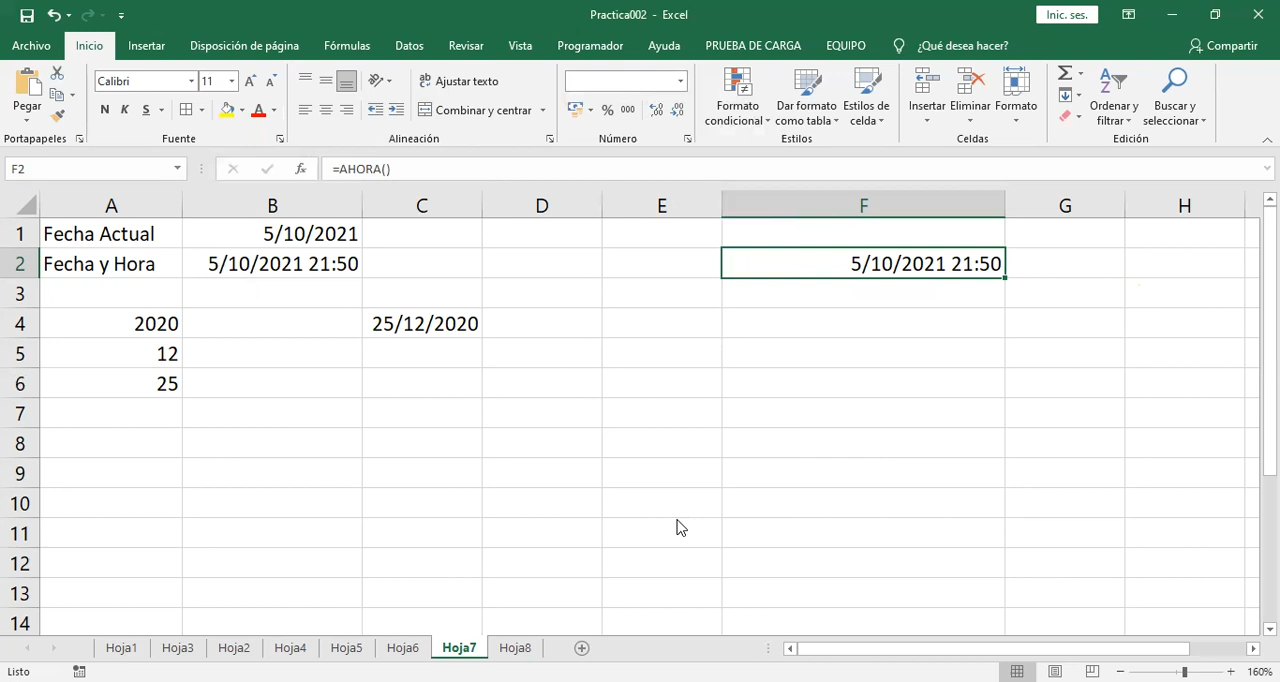 Practica002 - Excel
Inic. ses.
Archivo Inicio Insertar Disposición de página Fórmulas Datos Revisar Vista Programador Ayuda PRUEBA DE CARGA EQUIPO ¿Qué desea hacer? Compartir
Pegar
Calibri 11
Ajustar texto
N K S
Combinar y centrar
% 000
Formato condicional
Dar formato como tabla
Estilos de celda
Insertar Eliminar Formato
Ordenar y filtrar
Buscar y seleccionar
Portapapeles Fuente Alineación Número Estilos Celdas Edición
F2 fx =AHORA()
A B C D E F G H
1 Fecha Actual 5/10/2021
2 Fecha y Hora 5/10/2021 21:50 5/10/2021 21:50
3
4 2020 25/12/2020
5 12
6 25
7
8
9
10
11
12
13
14
Hoja1 Hoja3 Hoja2 Hoja4 Hoja5 Hoja6 Hoja7 Hoja8
Listo 160%